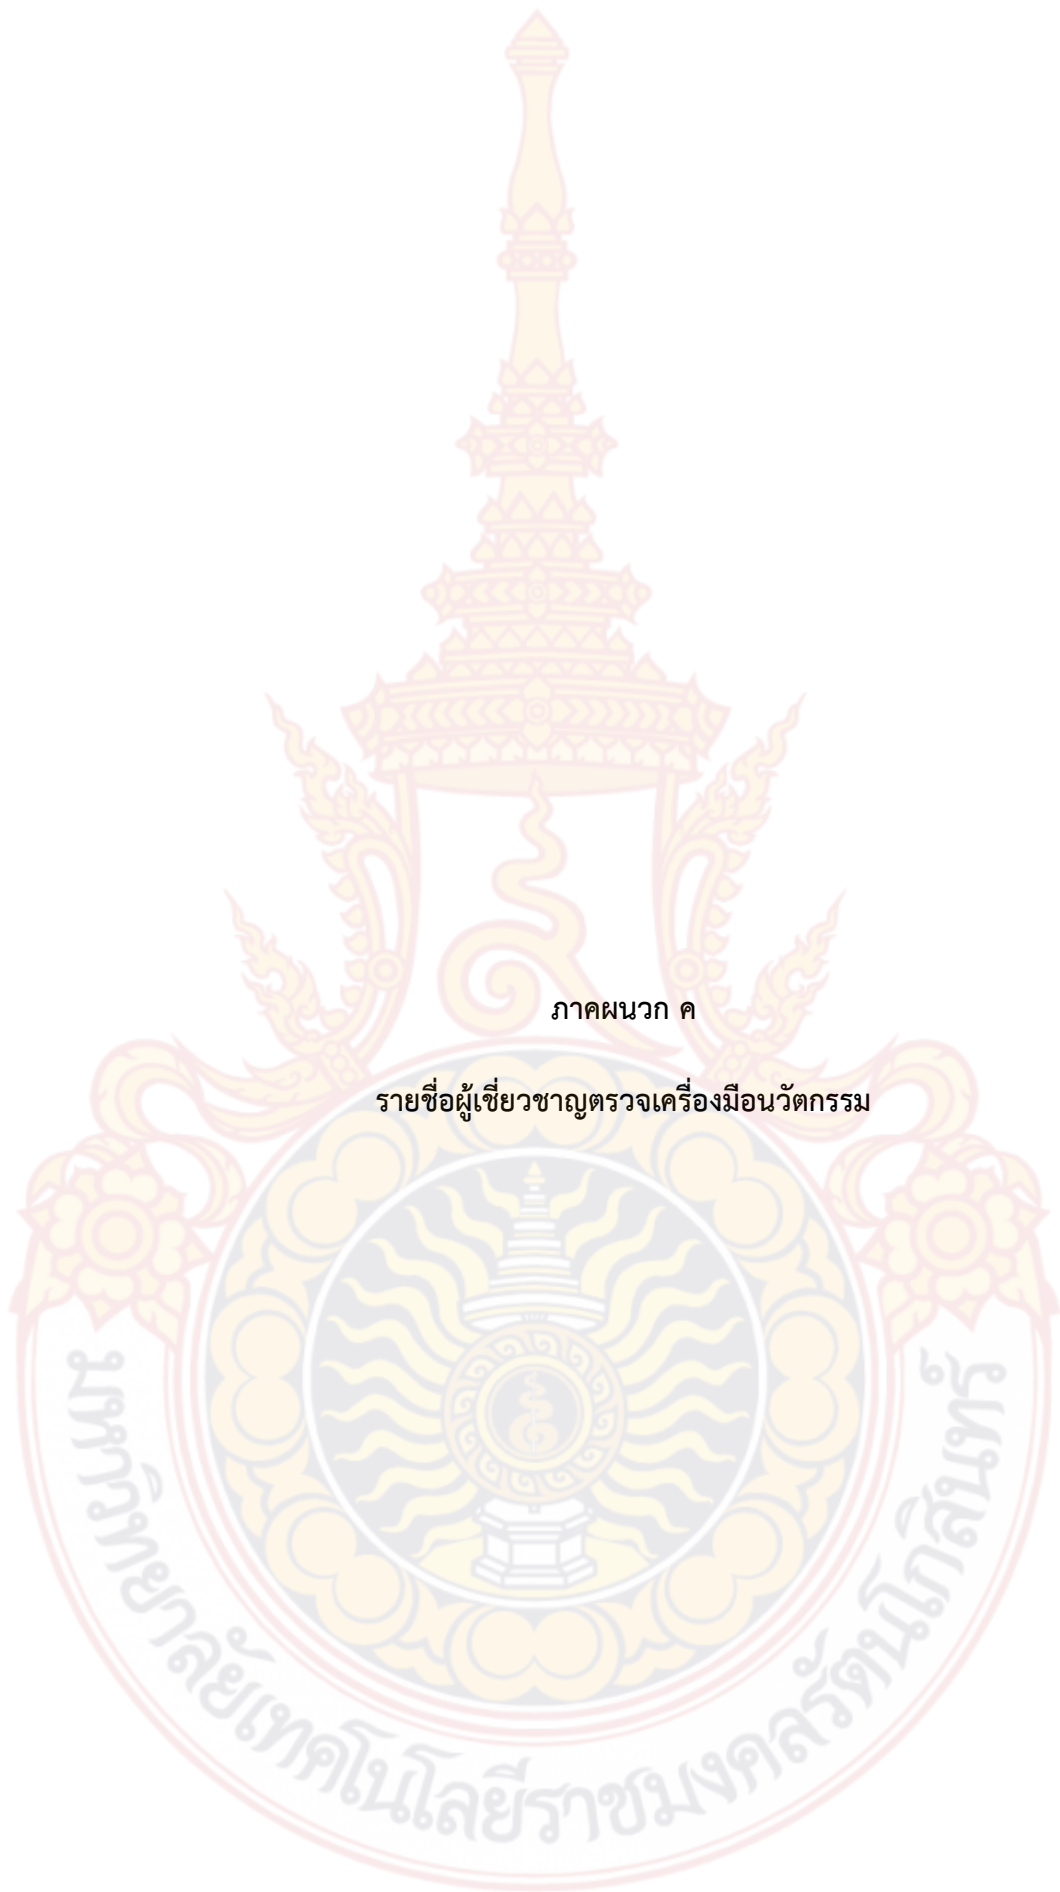 ภาคผนวก ค
รายชื่อผู้เชี่ยวชาญตรวจเครื่องมือนวัตกรรม
มหาวิทยาลัยเทคโนโลยีราชมงคลรัตนโกสินทร์